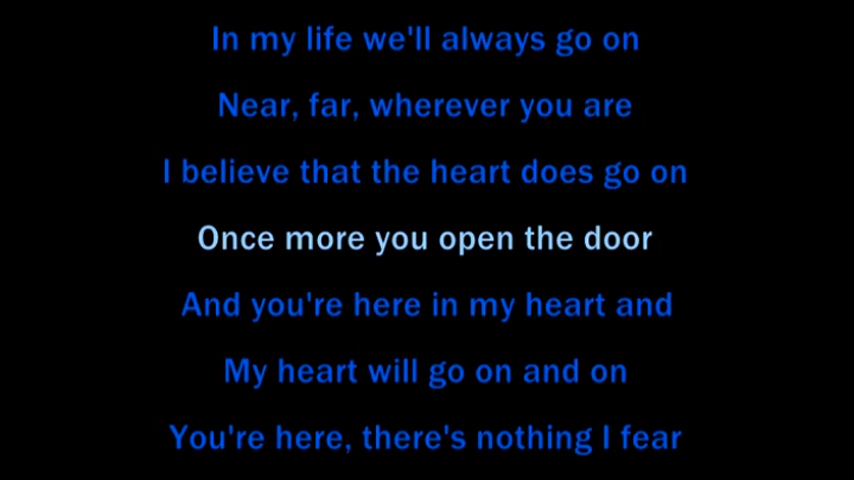 In my life we'll always go on
Near, far, wherever you are
I believe that the heart does go on
Once more you open the door
And you're here in my heart and
My heart will go on and on
You're here, there's nothing I fear